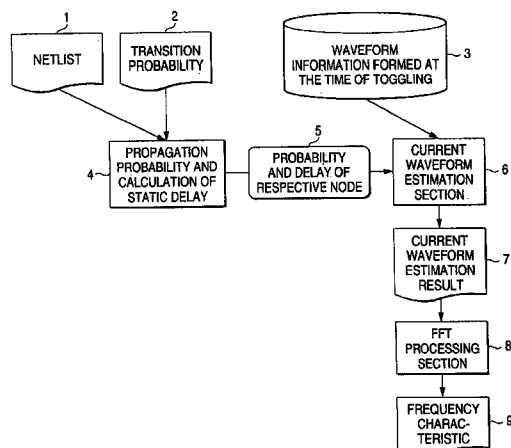 1
NETLIST
2
TRANSITION
PROBABILITY
WAVEFORM
INFORMATION FORMED AT
THE TIME OF TOGGLING
3
4
PROPAGATION
PROBABILITY AND
CALCULATION OF
STATIC DELAY
5
PROBABILITY
AND DELAY OF
RESPECTIVE NODE
CURRENT
WAVEFORM
ESTIMATION
SECTION
6
CURRENT
WAVEFORM
ESTIMATION
RESULT
7
FFT
PROCESSING
SECTION
8
FREQUENCY
CHARAC-
TERISTIC
9